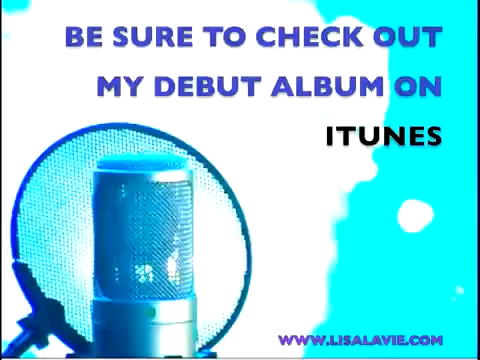 BE SURE TO CHECK OUT
MY DEBUT ALBUM ON
ITUNES
WWW.LISALAVIE.COM